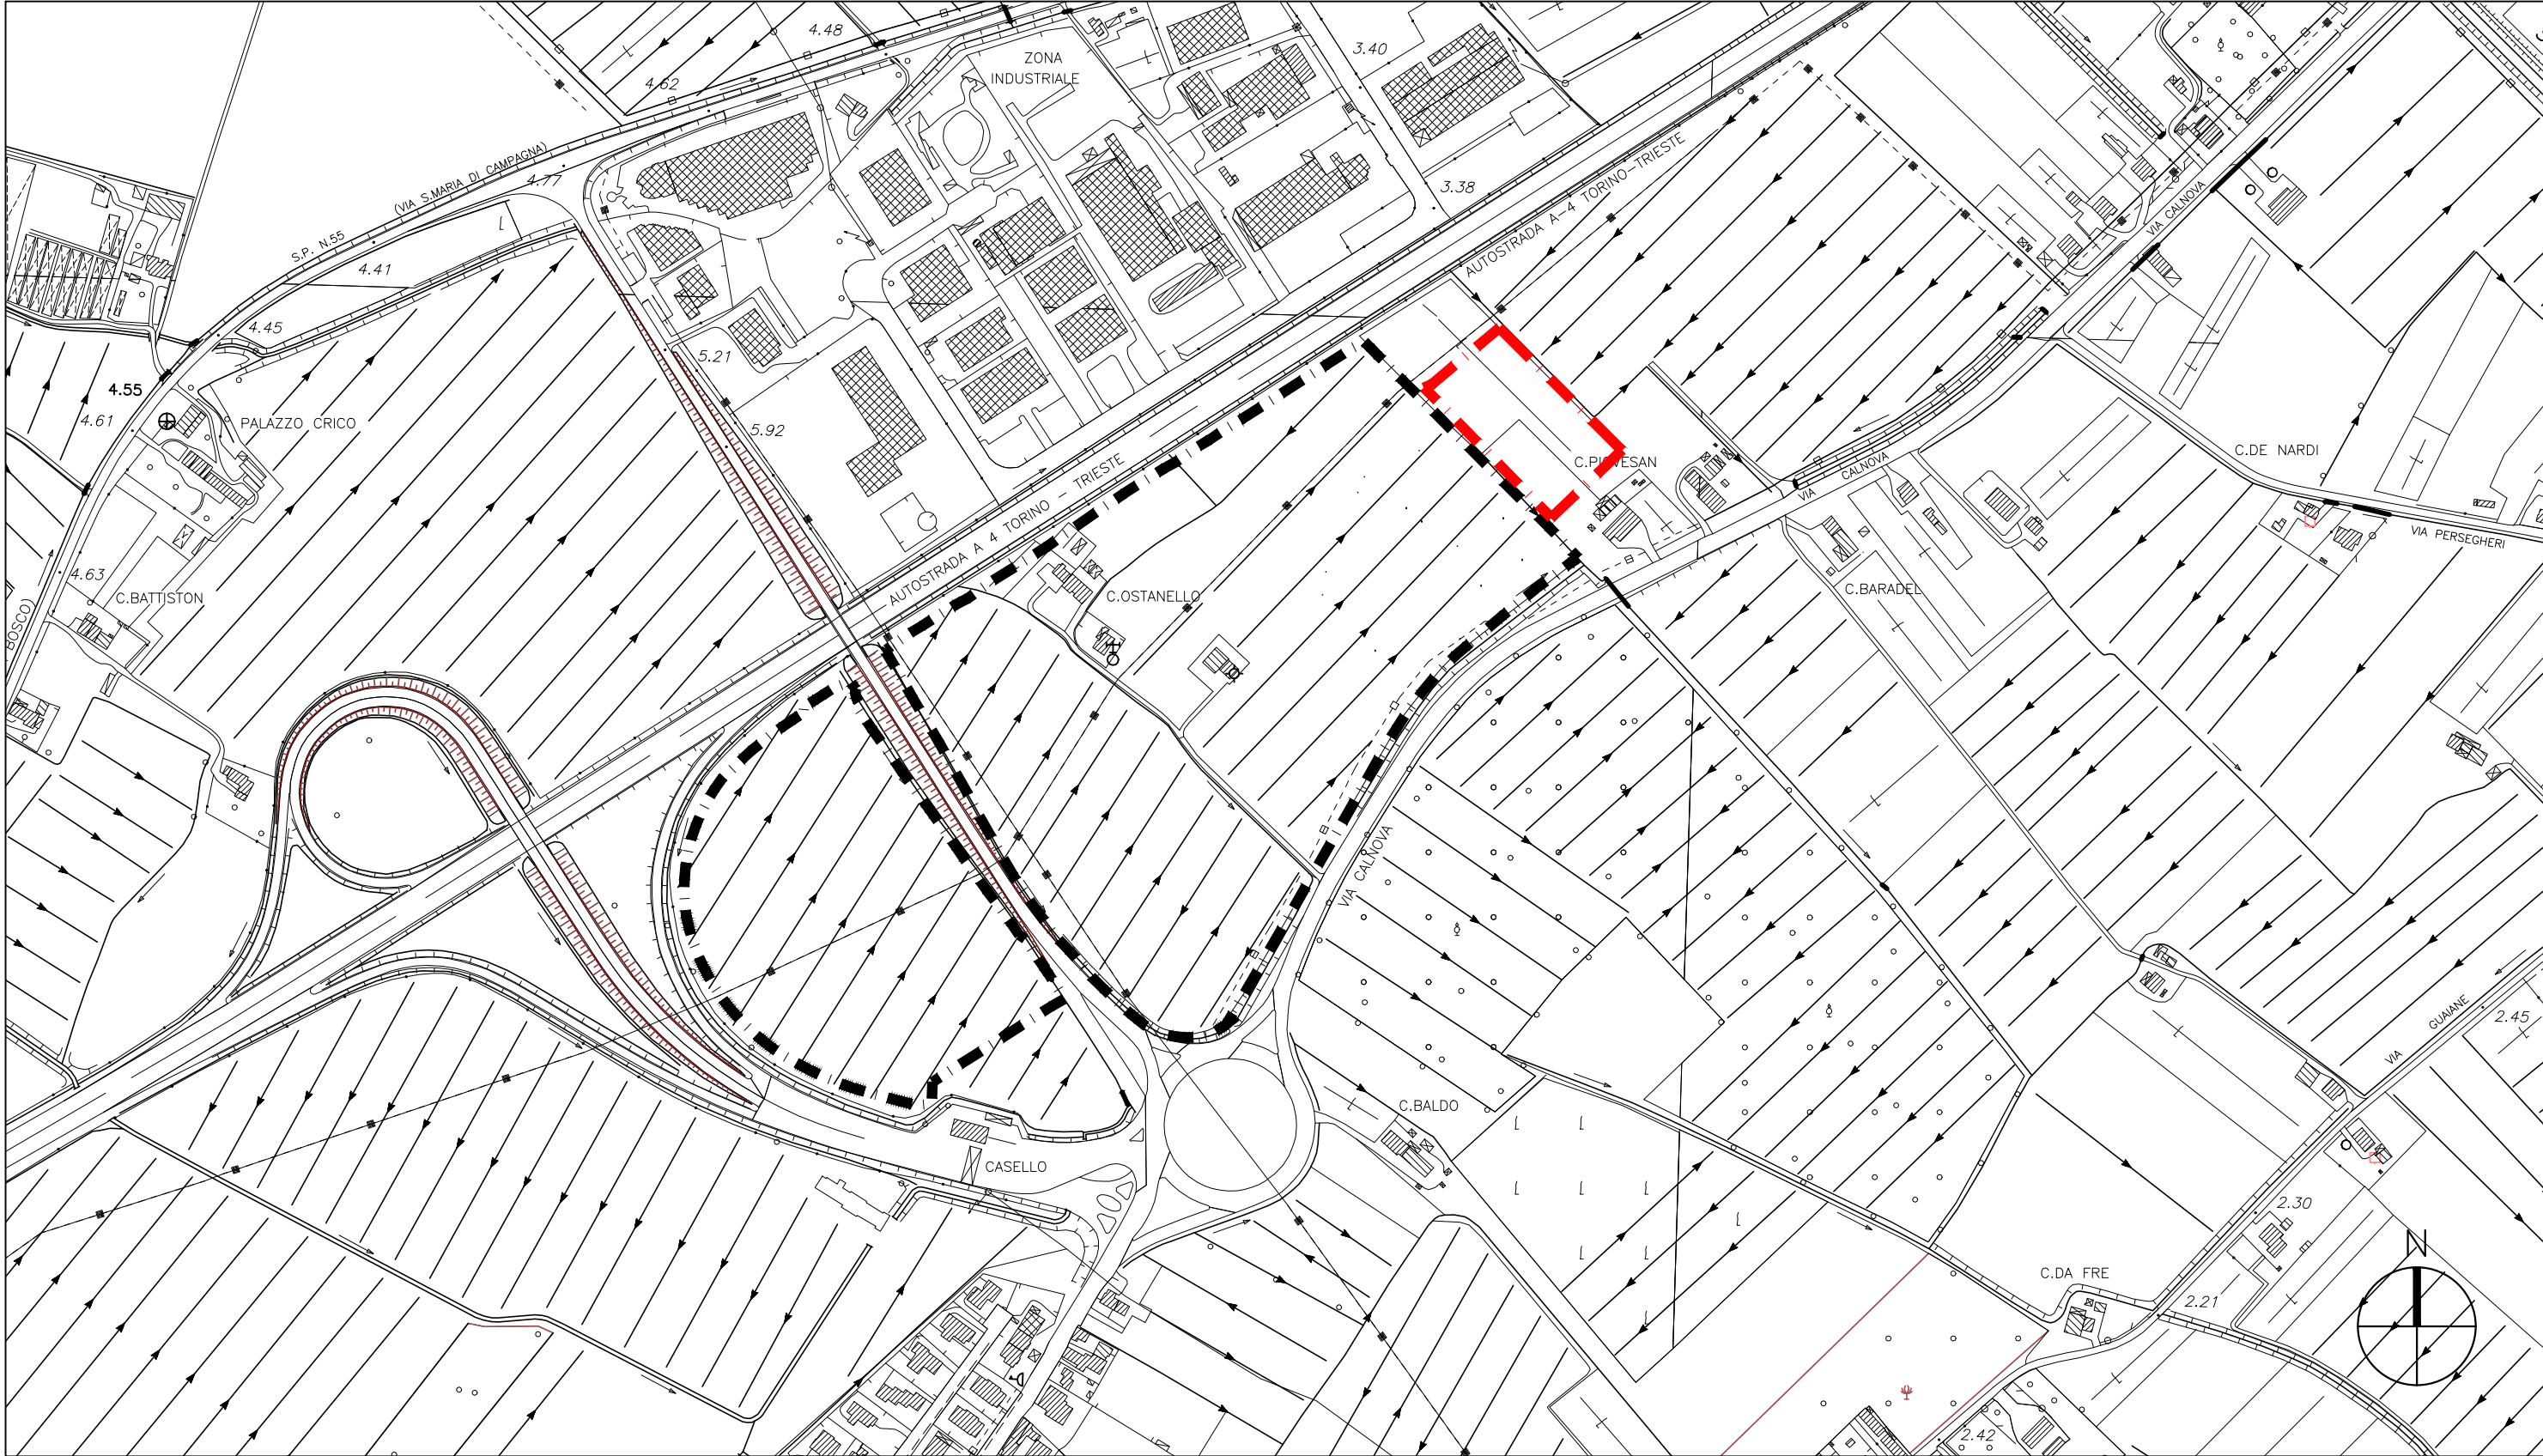 4.48
ZONA
INDUSTRIALE
3.40
4.62
(VIA S.MARIA DI CAMPAGNA)
4.77
S.P. N.55
3.38
AUTOSTRADA A-4 TORINO-TRIESTE
VIA CALNOVA
4.41
4.45
5.21
4.55
4.61
PALAZZO CRICO
5.92
C.PIOVESAN
VIA CALNOVA
C.DE NARDI
AUTOSTRADA A 4 TORINO - TRIESTE
VIA PERSEGHERI
4.63
C.BATTISTON
C.OSTANELLO
C.BARADEL
BOSCO)
VIA CALNOVA
VIA GUAIANE
2.45
C.BALDO
CASELLO
2.30
N
C.DA FRE
2.21
2.42